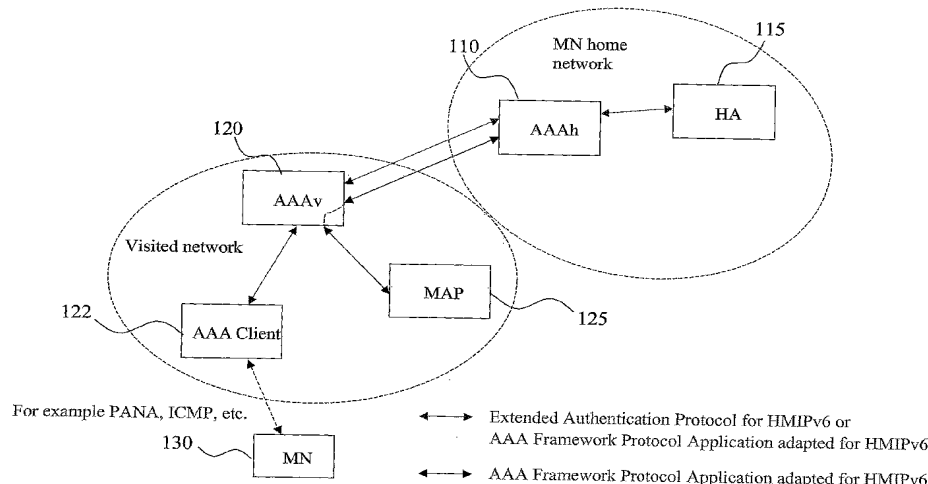 110
MN home
network
115
AAAh
HA
120
AAAv
Visited network
MAP
125
122
AAA Client
For example PANA, ICMP, etc.
130
MN
Extended Authentication Protocol for HMIPv6 or
AAA Framework Protocol Application adapted for HMIPv6
AAA Framework Protocol Application adapted for HMIPv6